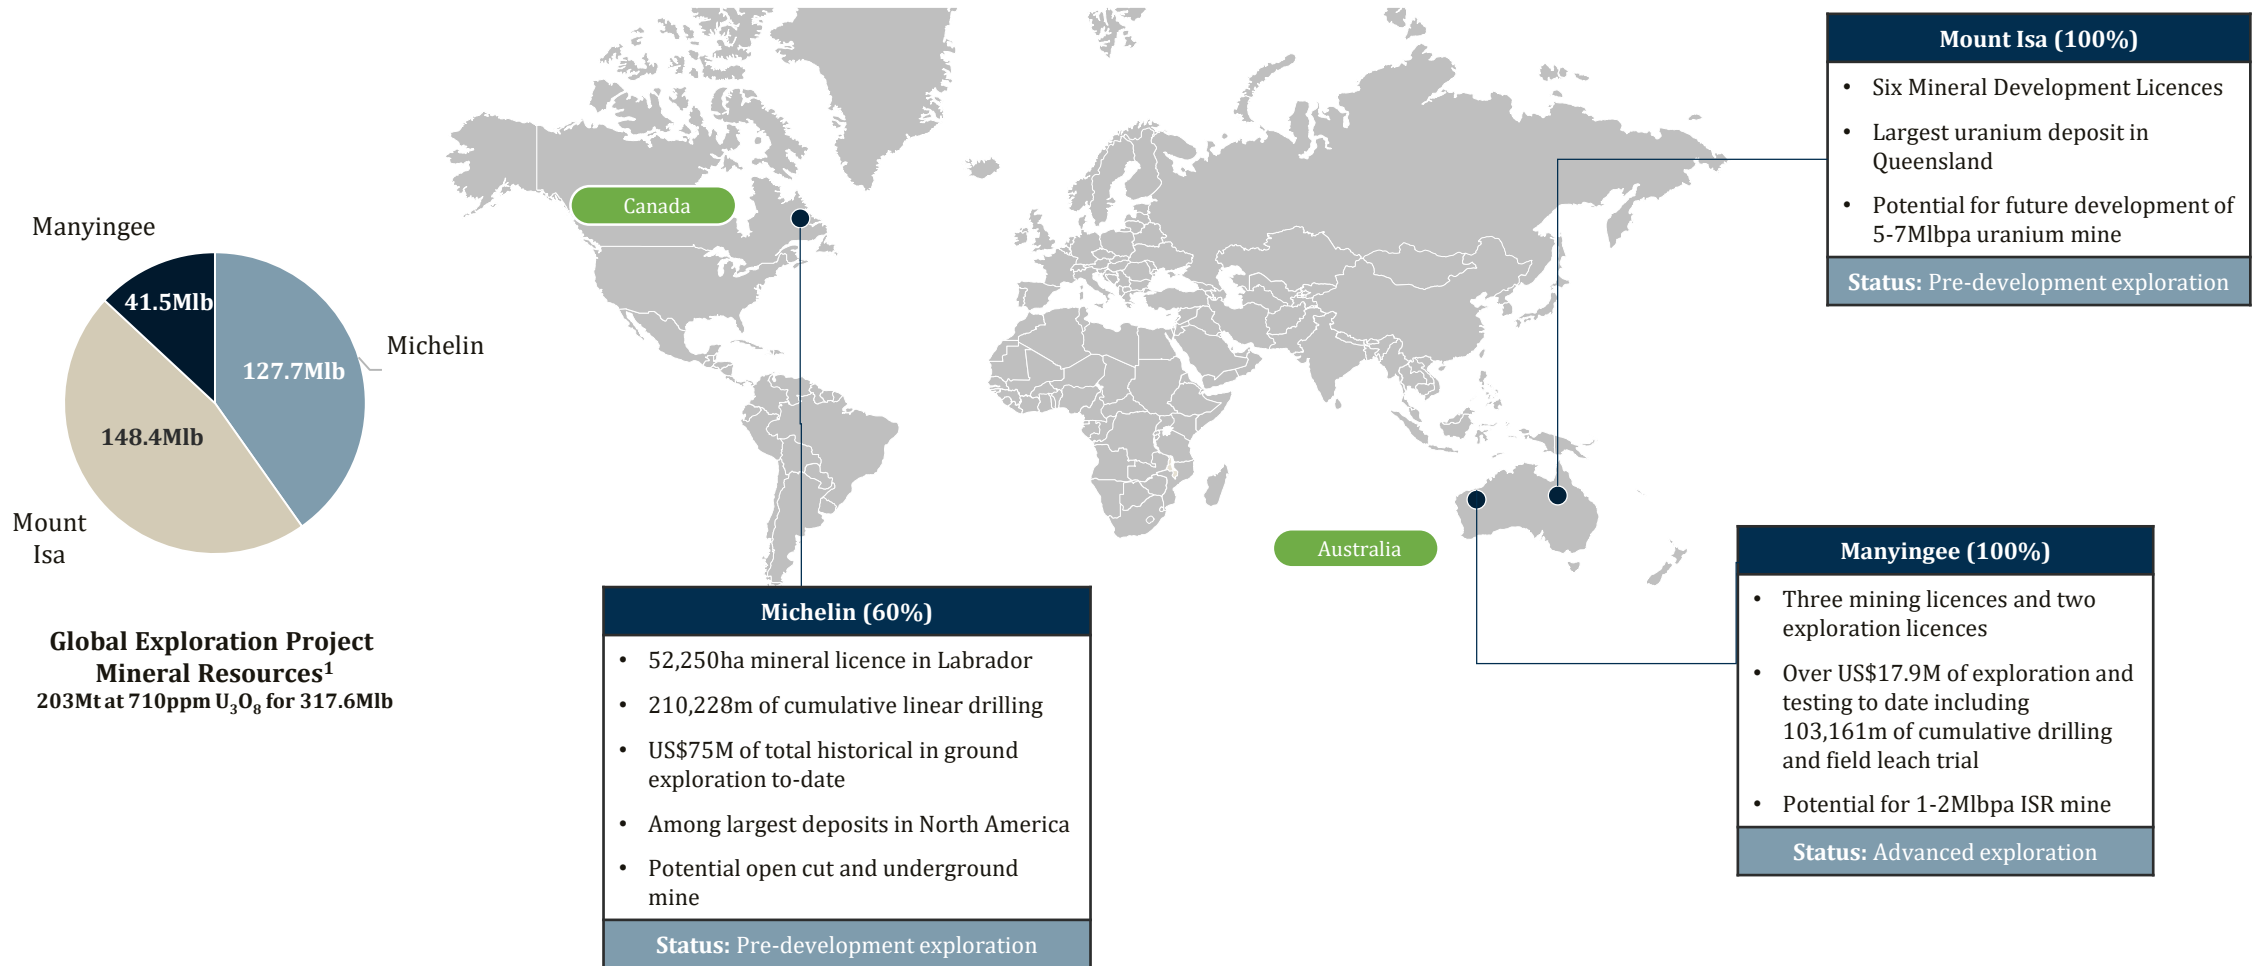 Manyingee
41.5Mlb
Michelin
127.7Mlb
148.4Mlb
Mount
Isa
Global Exploration Project
Mineral Resources¹
203Mt at 710ppm U₃O₈ for 317.6Mlb
Canada
Australia
Michelin (60%)
• 52,250ha mineral licence in Labrador
• 210,228m of cumulative linear drilling
• US$75M of total historical in ground
exploration to-date
• Among largest deposits in North America
• Potential open cut and underground
mine
Status: Pre-development exploration
Mount Isa (100%)
• Six Mineral Development Licences
• Largest uranium deposit in
Queensland
• Potential for future development of
5-7Mlbpa uranium mine
Status: Pre-development exploration
Manyingee (100%)
• Three mining licences and two
exploration licences
• Over US$17.9M of exploration and
testing to date including
103,161m of cumulative drilling
and field leach trial
• Potential for 1-2Mlbpa ISR mine
Status: Advanced exploration